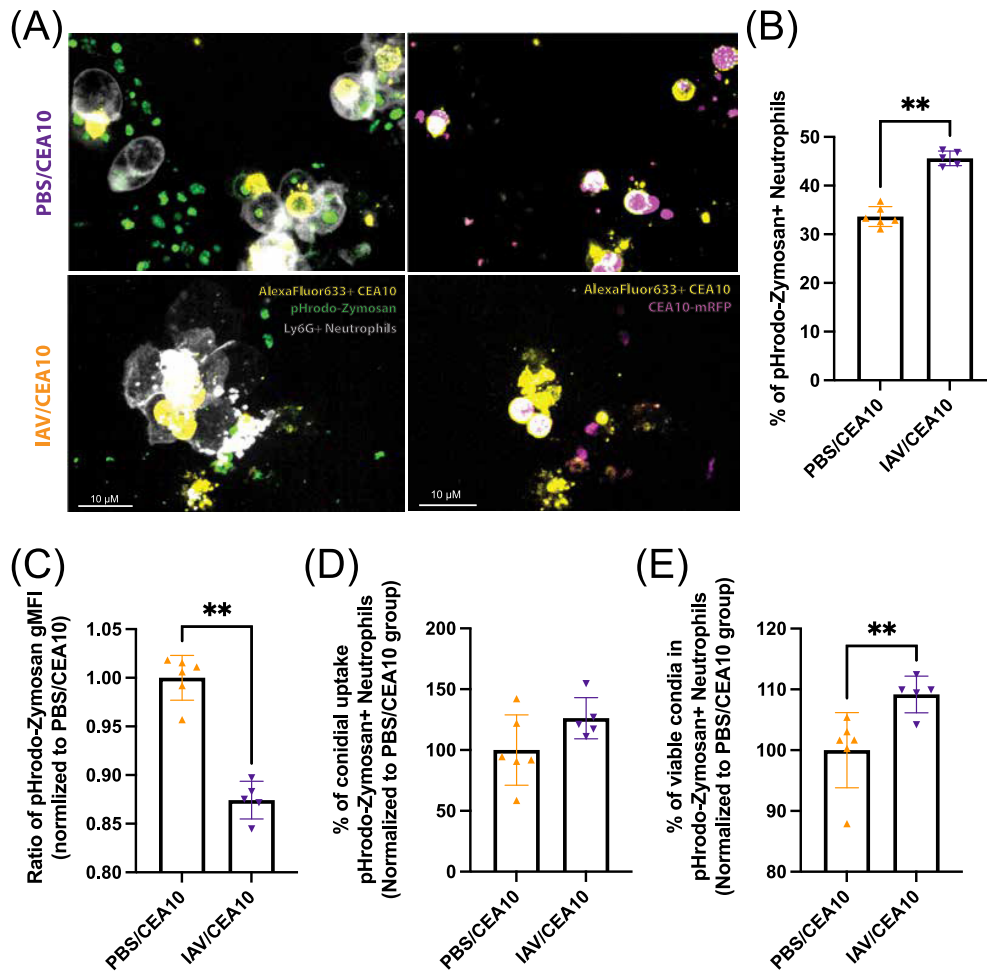 (A)
PBS/CEA10
IAV/CEA10
AlexaFluor633+ CEA10
pHrodo-Zymosan
Ly6G+ Neutrophils
10 μM
AlexaFluor633+ CEA10
CEA10-mRFP
10 μM
(B)
% of pHrodo-Zymosan+ Neutrophils
50
40
30
20
10
0
**
PBS/CEA10
IAV/CEA10
(C)
Ratio of pHrodo-Zymosan gMFI
(normlized to PBS/CEA10)
1.05
1.00
0.95
0.90
0.85
0.80
**
PBS/CEA10
IAV/CEA10
(D)
% of conidial uptake
pHrodo-Zymosan+ Neutrophils
(Normalized to PBS/CEA10 group)
200
150
100
50
0
PBS/CEA10
IAV/CEA10
(E)
% of viable condia in
pHrodo-Zymosan+ Neutrophils
(Normalized to PBS/CEA10 group)
120
110
100
90
80
**
PBS/CEA10
IAV/CEA10